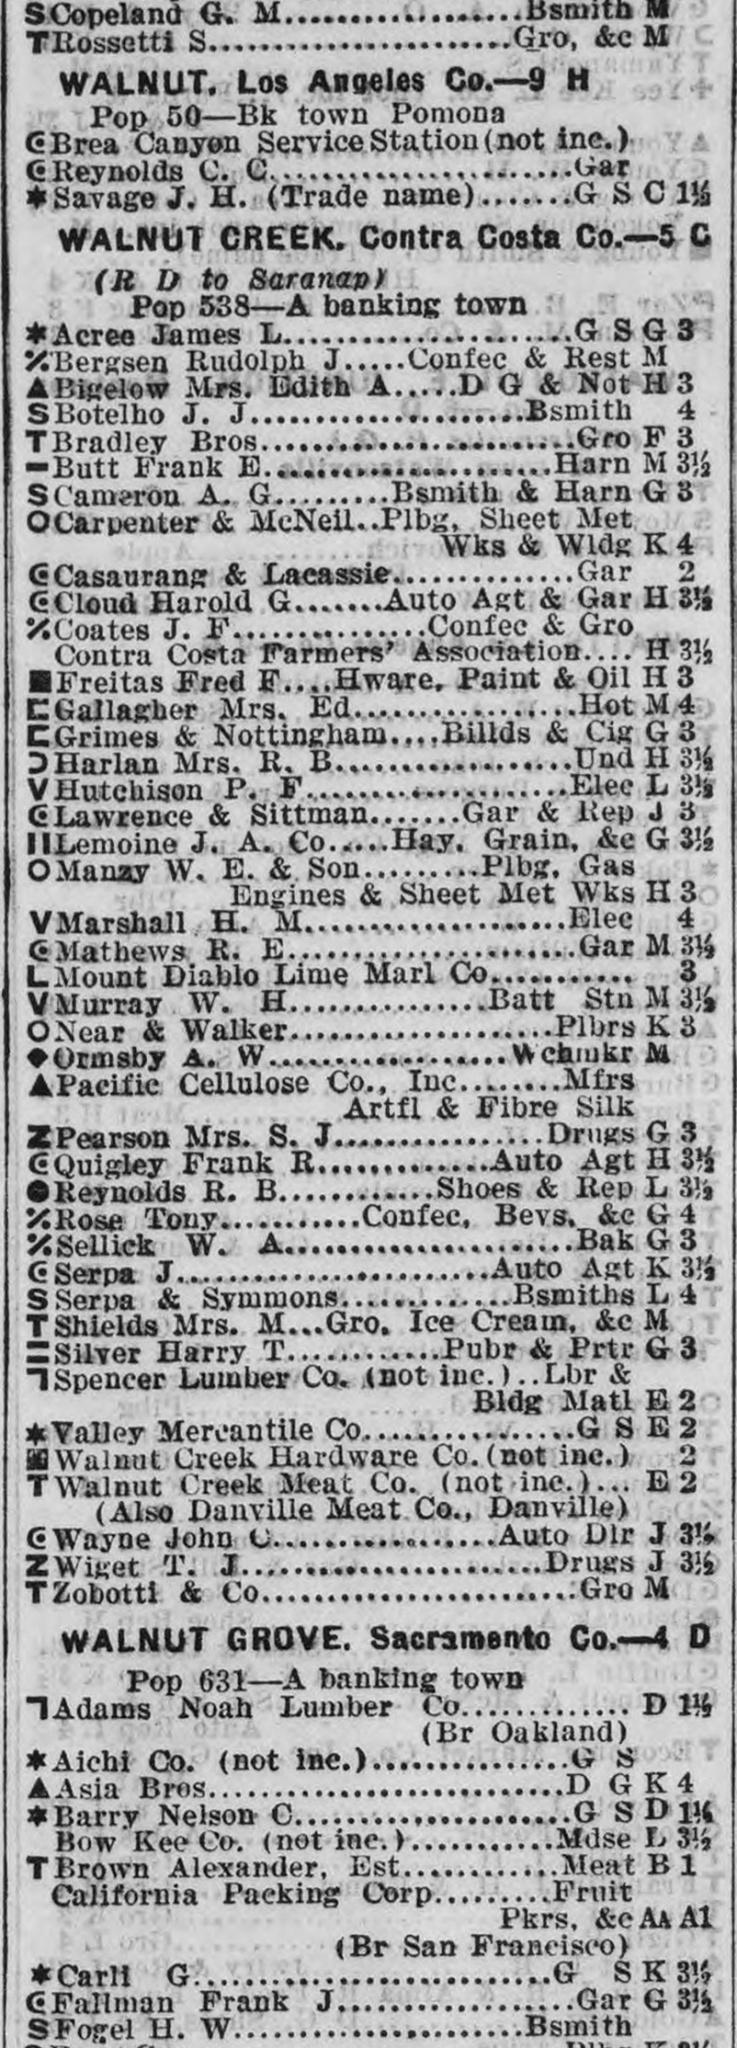 S Copeland G. M....................Bsmith M
T Rossetti S........................Gro, &c M
WALNUT, Los Angeles Co.—9 H
Pop 50—Bk town Pomona
Brea Canyon Service Station (not inc.)
Reynolds C. C.......................Gar
*Savage J. H. (Trade name).......G S C 1½
WALNUT CREEK, Contra Costa Co.—5 C
(R D to Saranap)
Pop 538—A banking town
*Acree James L......................G S G 3
⁒Bergsen Rudolph J.....Confec & Rest M
▲Bigelow Mrs. Edith A.....D G & Not H 3
S Botelho J. J.....................Bsmith 4
T Bradley Bros........................Gro F 3
━Butt Frank E......................Harn M 3½
S Cameron A. G.........Bsmith & Harn G 3
O Carpenter & McNeil..Plbg, Sheet Met
Wks & Wldg K 4
Casaurang & Lacassie..............Gar 2
Cloud Harold G.......Auto Agt & Gar H 3½
⁒Coates J. F................Confec & Gro
Contra Costa Farmers' Association.... H 3½
■Freitas Fred F....Hware, Paint & Oil H 3
⊏Gallagher Mrs. Ed.................Hot M 4
⊏Grimes & Nottingham....Billds & Cig G 3
Ɔ Harlan Mrs. R. B..................Und H 3½
V Hutchison P. F....................Elec L 3½
Lawrence & Sittman.......Gar & Rep J 3
II Lemoine J. A. Co.....Hay, Grain, &c G 3½
O Manzy W. E. & Son.........Plbg, Gas
Engines & Sheet Met Wks H 3
V Marshall H. M....................Elec 4
Mathews R. E......................Gar M 3½
L Mount Diablo Lime Marl Co........... 3
V Murray W. H...............Batt Stn M 3½
O Near & Walker....................Plbrs K 3
◆Ormsby A. W..................Wchmkr M
▲Pacific Cellulose Co., Inc........Mfrs
Artfl & Fibre Silk
Z Pearson Mrs. S. J................Drugs G 3
Quigley Frank R.............Auto Agt H 3½
●Reynolds R. B............Shoes & Rep L 3½
⁒Rose Tony...........Confec, Bevs, &c G 4
⁒Sellick W. A......................Bak G 3
Serpa J........................Auto Agt K 3½
S Serpa & Symmons.............Bsmiths L 4
T Shields Mrs. M...Gro, Ice Cream, &c M
=Silver Harry T............Pubr & Prtr G 3
ㄱSpencer Lumber Co. (not inc.)..Lbr &
Bldg Matl E 2
*Valley Mercantile Co................G S E 2
Walnut Creek Hardware Co. (not inc.) 2
T Walnut Creek Meat Co. (not inc.)... E 2
(Also Danville Meat Co., Danville)
Wayne John C.................Auto Dlr J
Z Wiget T. J.......................Drugs J 3½
T Zobotti & Co.........................Gro M
WALNUT GROVE, Sacramento Co.—4 D
Pop 631—A banking town
ㄱAdams Noah Lumber Co............. D 1½
(Br Oakland)
*Aichi Co. (not inc.)................G S
▲Asia Bros..........................D G K 4
*Barry Nelson C.....................G S D
Bow Kee Co. (not inc.)...........Mdse L 3½
T Brown Alexander, Est............Meat B 1
California Packing Corp.........Fruit
Pkrs, &c AA A1
(Br San Francisco)
*Carli G...........................G S K 3½
Fallman Frank J..................Gar G 3½
S Fogel H. W.....................Bsmith